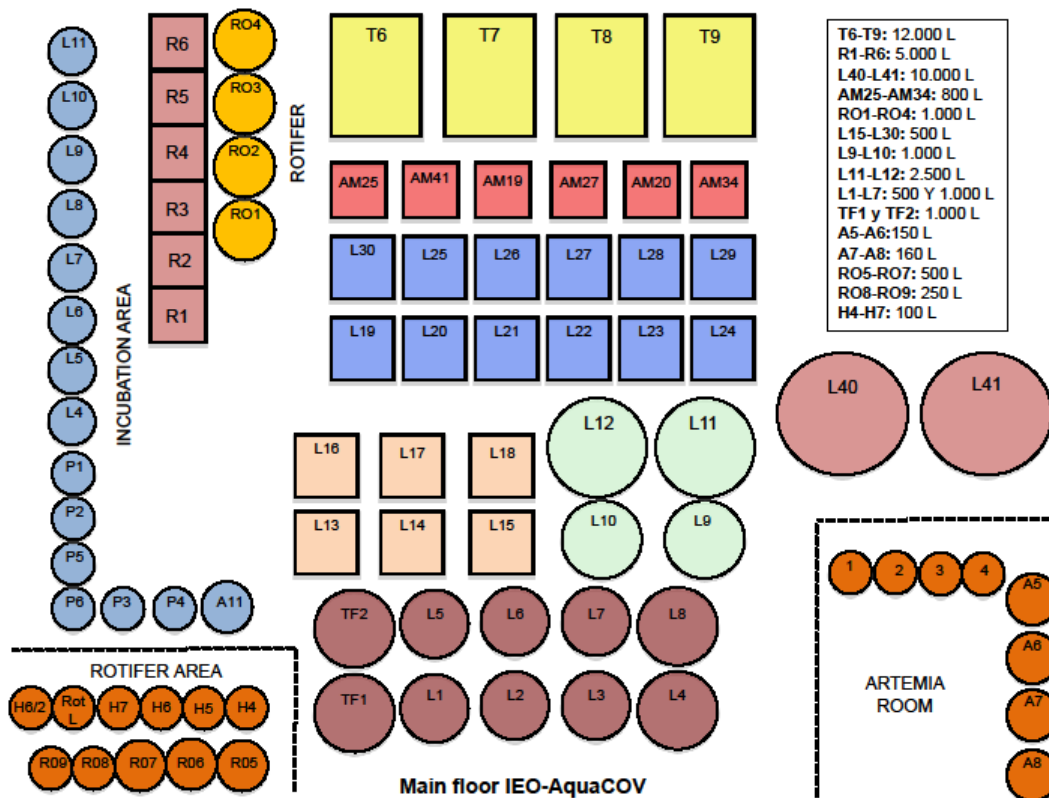 L11
L10
L9
L8
L7
L6
L5
L4
P1
P2
P5
P6
P3
P4
A11
INCUBATION AREA
R6
R5
R4
R3
R2
R1
RO4
RO3
RO2
RO1
ROTIFER
T6
T7
T8
T9
AM25
AM41
AM19
AM27
AM20
AM34
L30
L25
L26
L27
L28
L29
L19
L20
L21
L22
L23
L24
L16
L17
L18
L13
L14
L15
L12
L11
L10
L9
TF2
L5
L6
L7
L8
TF1
L1
L2
L3
L4
T6-T9: 12.000 L
R1-R6: 5.000 L
L40-L41: 10.000 L
AM25-AM34: 800 L
RO1-RO4: 1.000 L
L15-L30: 500 L
L9-L10: 1.000 L
L11-L12: 2.500 L
L1-L7: 500 Y 1.000 L
TF1 y TF2: 1.000 L
A5-A6:150 L
A7-A8: 160 L
RO5-RO7: 500 L
RO8-RO9: 250 L
H4-H7: 100 L
L40
L41
1
2
3
4
A5
A6
A7
A8
ARTEMIA
ROOM
ROTIFER AREA
H6/2
Rot
L
H7
H6
H5
H4
R09
R08
R07
R06
R05
Main floor IEO-AquaCOV